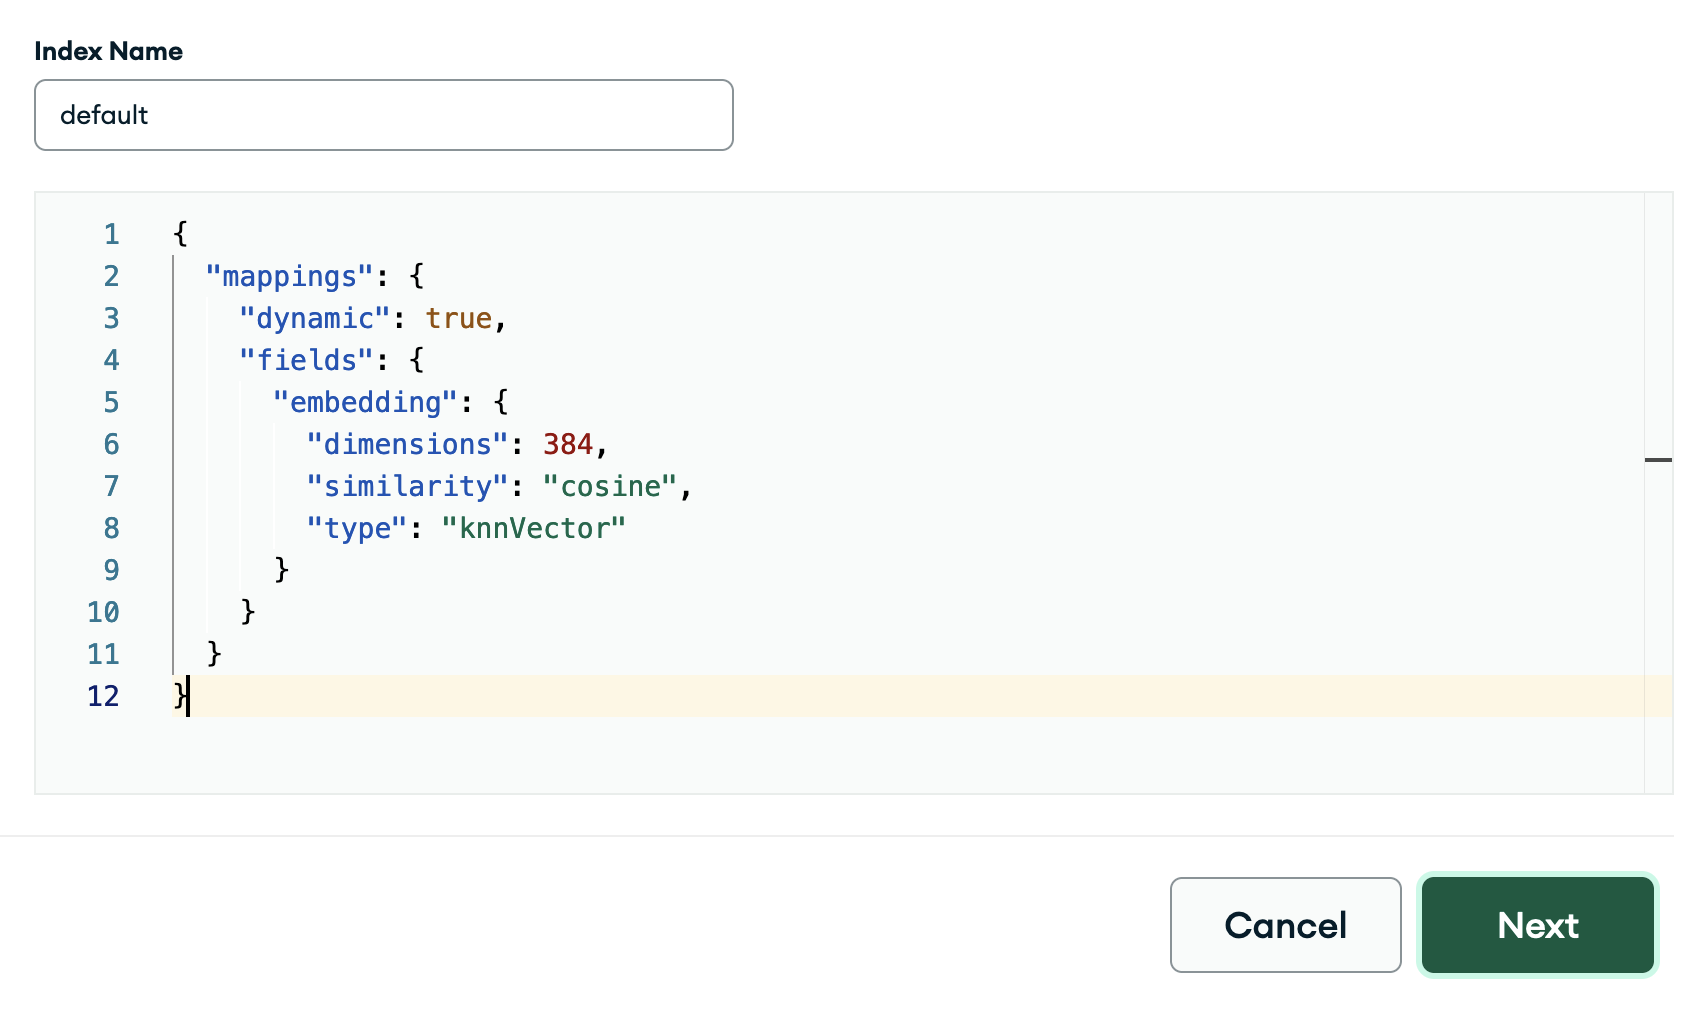 Index Name
default
1 {
2   "mappings": {
3     "dynamic": true,
4     "fields": {
5       "embedding": {
6         "dimensions": 384,
7         "similarity": "cosine",
8         "type": "knnVector"
9       }
10     }
11   }
12 }
Cancel Next